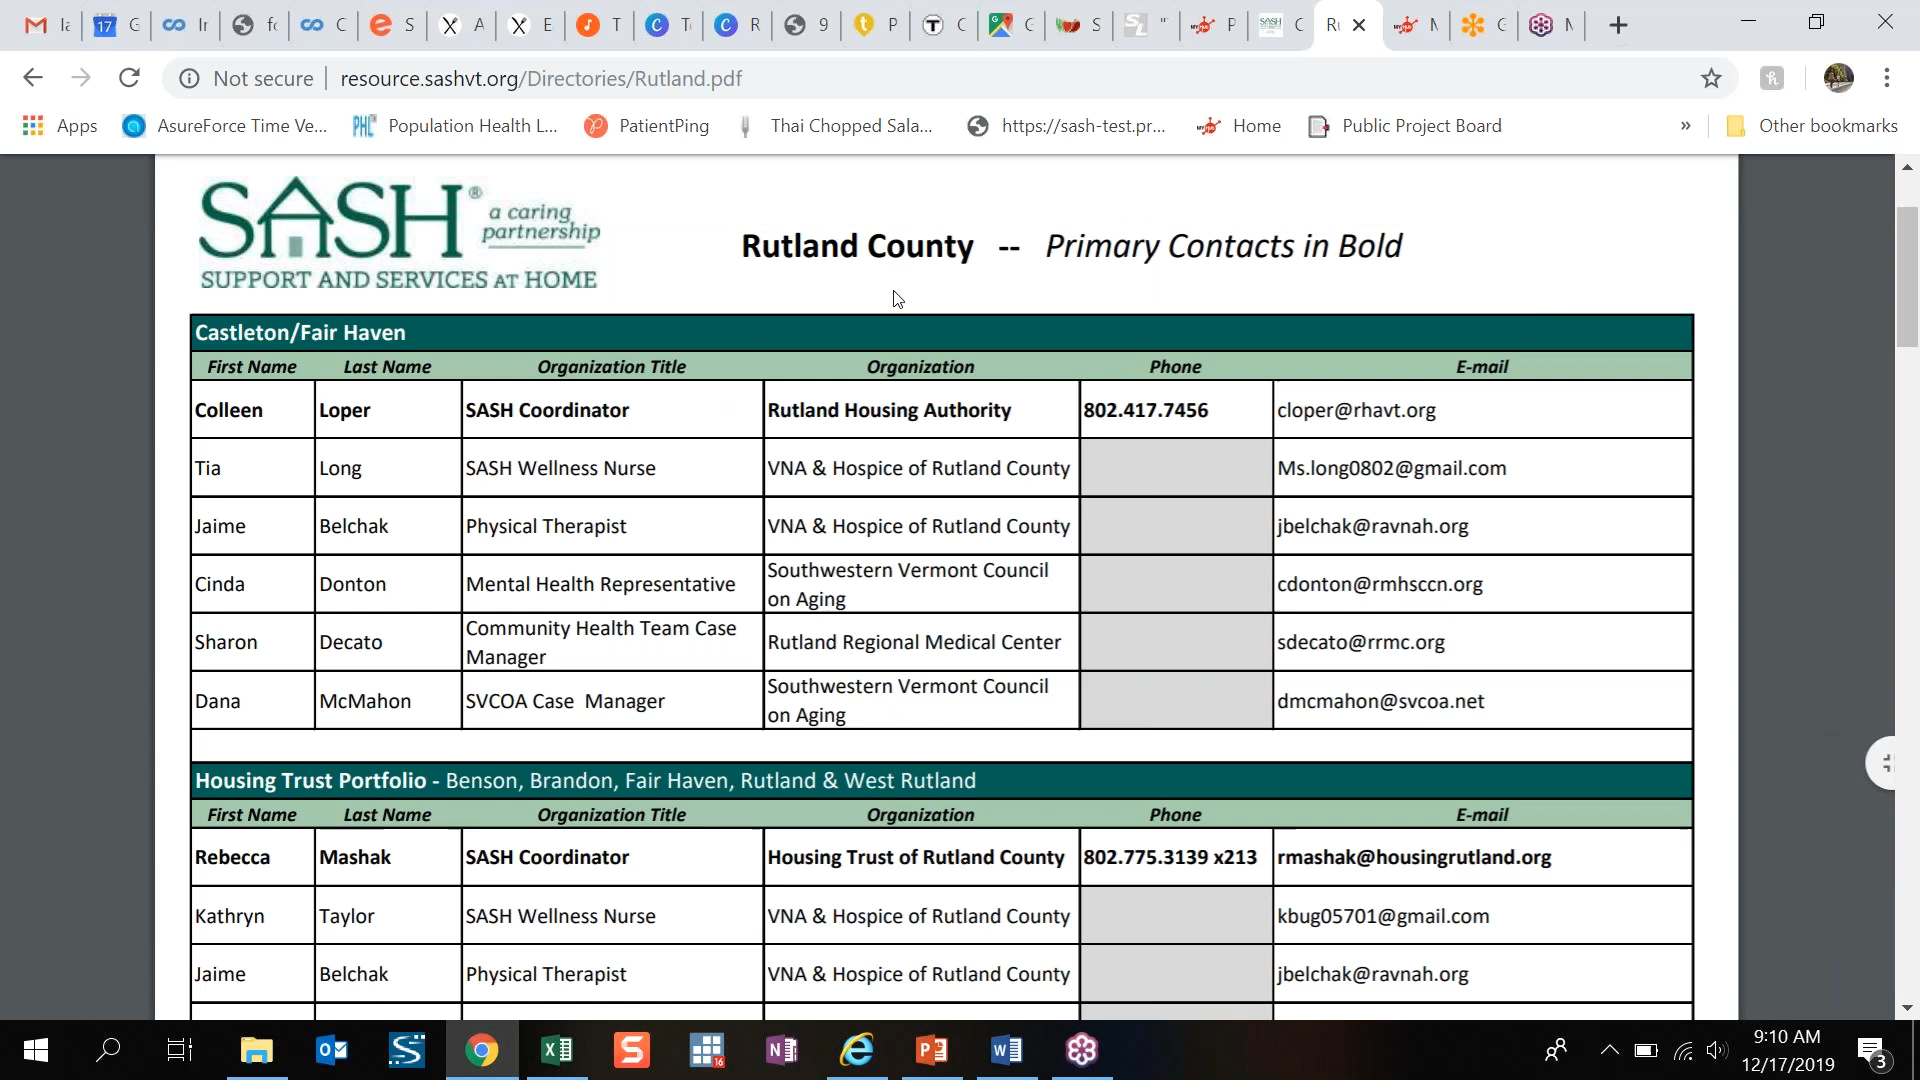 la
17
G
In
fc
C
S
A
E
T
T
R
9
P
C
G
S
"
P
C
Ru
N
C
N
Not secure
resource.sashvt.org/Directories/Rutland.pdf
Apps
AsureForce Time Ve...
Population Health L...
PatientPing
Thai Chopped Sala...
https://sash-test.pr...
Home
Public Project Board
»
Other bookmarks
SASH® a caring
partnership
SUPPORT AND SERVICES AT HOME
Rutland County -- Primary Contacts in Bold
Castleton/Fair Haven
First Name Last Name Organization Title Organization Phone E-mail
Colleen Loper SASH Coordinator Rutland Housing Authority 802.417.7456 cloper@rhavt.org
Tia Long SASH Wellness Nurse VNA & Hospice of Rutland County Ms.long0802@gmail.com
Jaime Belchak Physical Therapist VNA & Hospice of Rutland County jbelchak@ravnah.org
Cinda Donton Mental Health Representative Southwestern Vermont Council
on Aging
cdonton@rmhsccn.org
Sharon Decato Community Health Team Case
Manager
Rutland Regional Medical Center sdecato@rrmc.org
Dana McMahon SVCOA Case Manager Southwestern Vermont Council
on Aging
dmcmahon@svcoa.net
Housing Trust Portfolio - Benson, Brandon, Fair Haven, Rutland & West Rutland
First Name Last Name Organization Title Organization Phone E-mail
Rebecca Mashak SASH Coordinator Housing Trust of Rutland County 802.775.3139 x213 rmashak@housingrutland.org
Kathryn Taylor SASH Wellness Nurse VNA & Hospice of Rutland County kbug05701@gmail.com
Jaime Belchak Physical Therapist VNA & Hospice of Rutland County jbelchak@ravnah.org
9:10 AM
12/17/2019
3